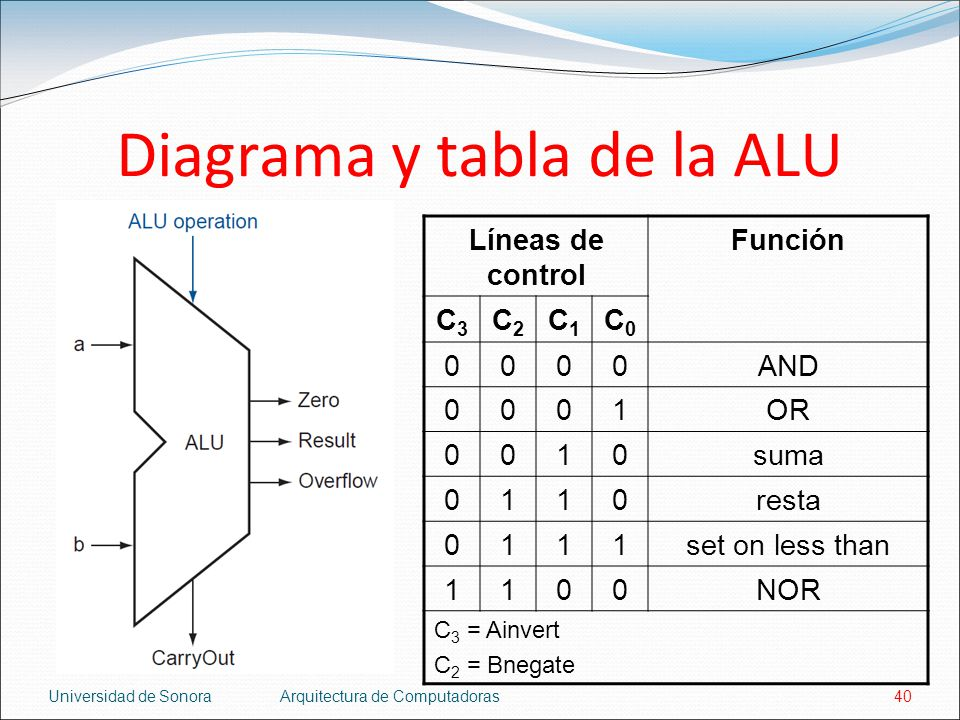 Diagrama y tabla de la ALU
ALU operation
a
b
ALU
Zero
Result
Overflow
CarryOut
Líneas de control Función
C3 C2 C1 C0
0 0 0 0 AND
0 0 0 1 OR
0 0 1 0 suma
0 1 1 0 resta
0 1 1 1 set on less than
1 1 0 0 NOR
C3 = Ainvert
C2 = Bnegate
Universidad de Sonora Arquitectura de Computadoras 40